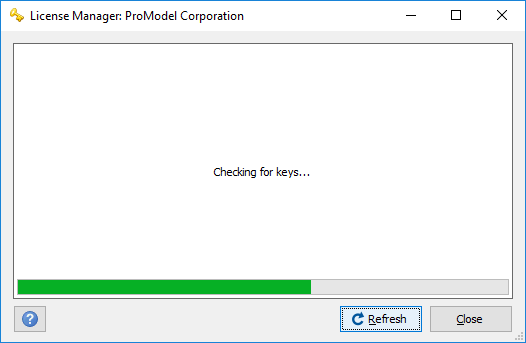 License Manager: ProModel Corporation
Checking for keys...
? Refresh Close